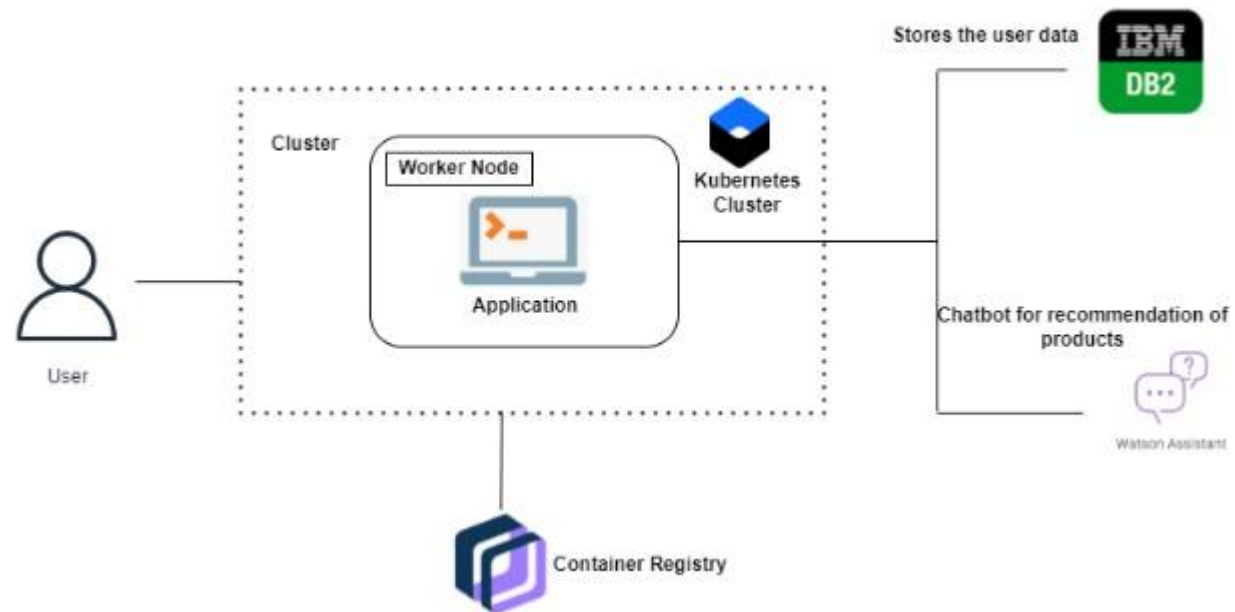 Stores the user data
IBM
DB2
Cluster
Worker Node
Kubernetes
Cluster
Application
User
Chatbot for recommendation of
products
?
Watson Assistant
Container Registry